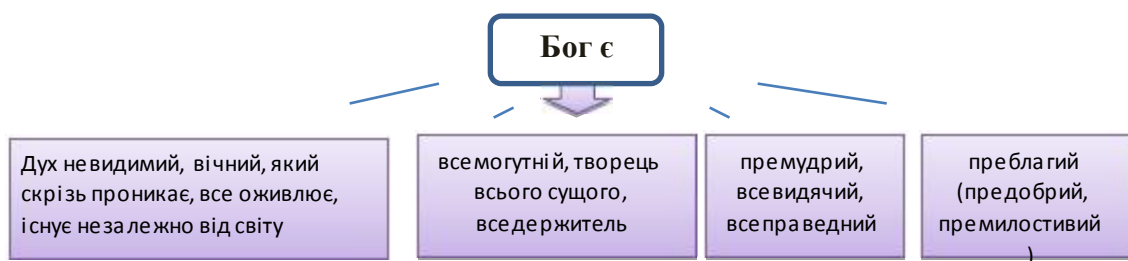 Бог є
Дух невидимий, вічний, який
скрізь проникає, все оживлює,
існує незалежно від світу
всемогутній, творець
всього сущого,
вседержитель
премудрий,
всевидячий,
всеправедний
преблагий
(предобрий,
премилостивий
)